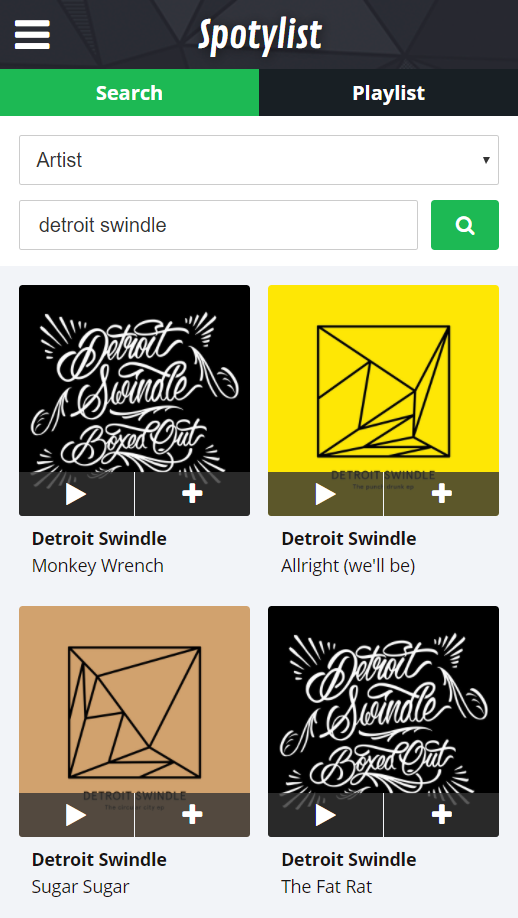 Spotylist
Search
Playlist
Artist
detroit swindle
Detroit
Swindle
Boxed Out
DETROIT SWINDLE
Detroit Swindle
Monkey Wrench
Detroit Swindle
Allright (we'll be)
DETROIT SWINDLE
Detroit
Swindle
Boxed Out
Detroit Swindle
Sugar Sugar
Detroit Swindle
The Fat Rat